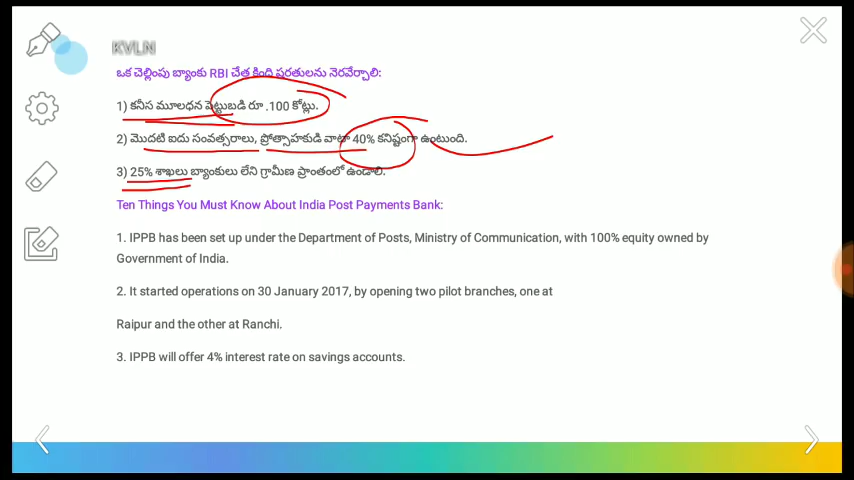 KVLN
ఒక చెల్లింపు బ్యాంకు RBI చేత కింది షరతులను నెరవేర్చాలి:
1) కనీస మూలధన పెట్టుబడి రూ .100 కోట్లు.
2) మొదటి ఐదు సంవత్సరాలు, ప్రోత్సాహకుడి వాటా 40% కనిష్టంగా ఉంటుంది.
3) 25% శాఖలు బ్యాంకులు లేని గ్రామీణ ప్రాంతంలో ఉండాలి.
Ten Things You Must Know About India Post Payments Bank:
1. IPPB has been set up under the Department of Posts, Ministry of Communication, with 100% equity owned by
Government of India.
2. It started operations on 30 January 2017, by opening two pilot branches, one at
Raipur and the other at Ranchi.
3. IPPB will offer 4% interest rate on savings accounts.